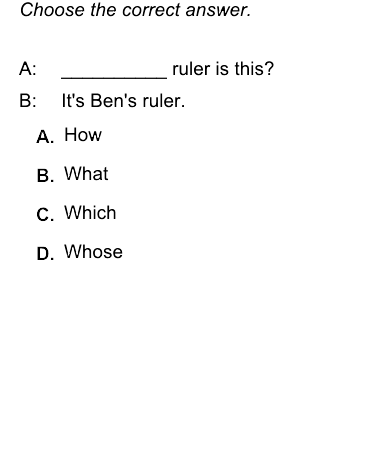 Choose the correct answer.
A: __________ ruler is this?
B: It's Ben's ruler.
A. How
B. What
C. Which
D. Whose